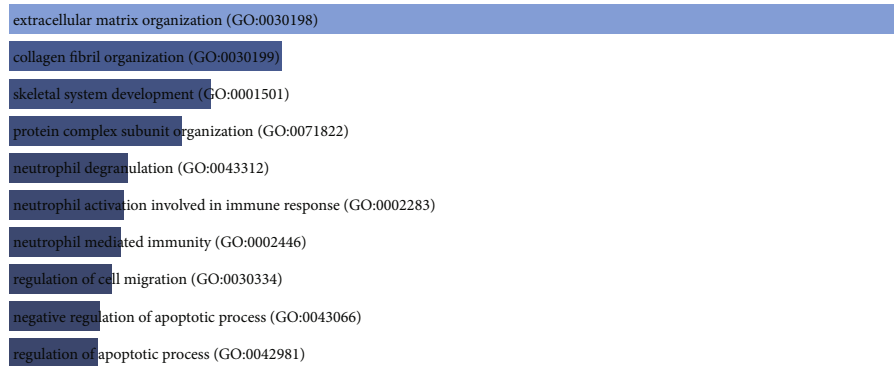 extracellular matrix organization (GO:0030198)
collagen fibril organization (GO:0030199)
skeletal system development (GO:0001501)
protein complex subunit organization (GO:0071822)
neutrophil degranulation (GO:0043312)
neutrophil activation involved in immune response (GO:0002283)
neutrophil mediated immunity (GO:0002446)
regulation of cell migration (GO:0030334)
negative regulation of apoptotic process (GO:0043066)
regulation of apoptotic process (GO:0042981)